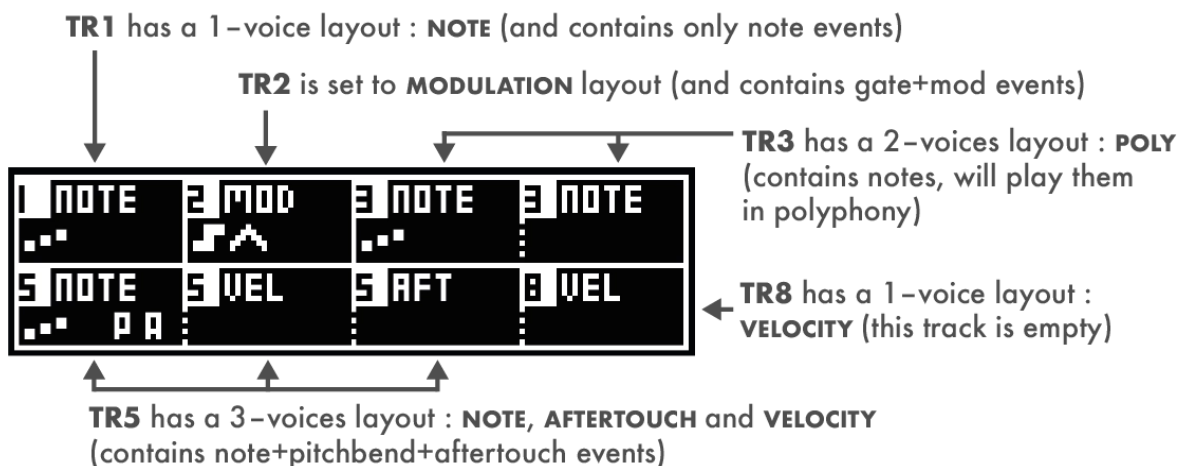 TR1 has a 1–voice layout : NOTE (and contains only note events)
TR2 is set to MODULATION layout (and contains gate+mod events)
TR3 has a 2–voices layout : POLY
(contains notes, will play them
in polyphony)
1 NOTE 2 MOD 3 NOTE 3 NOTE
5 NOTE 5 VEL 5 AFT 8 VEL
P A
TR8 has a 1–voice layout :
VELOCITY (this track is empty)
TR5 has a 3–voices layout : NOTE, AFTERTOUCH and VELOCITY
(contains note+pitchbend+aftertouch events)